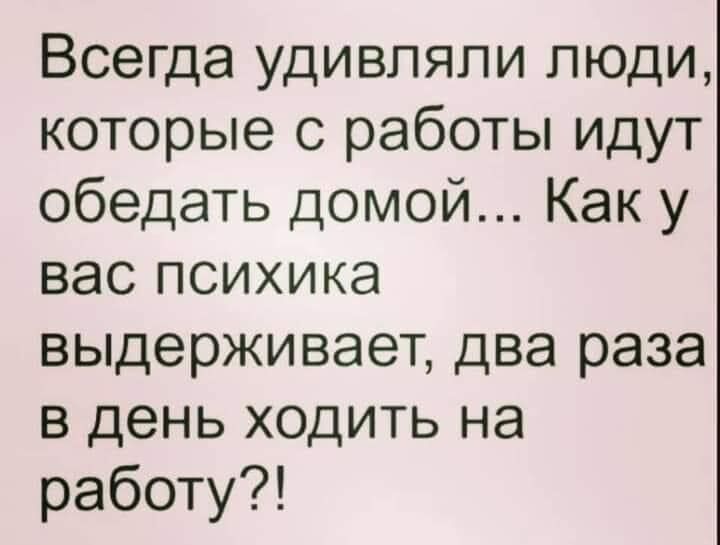 Всегда удивляли люди,
которые с работы идут
обедать домой... Как у
вас психика
выдерживает, два раза
в день ходить на
работу?!